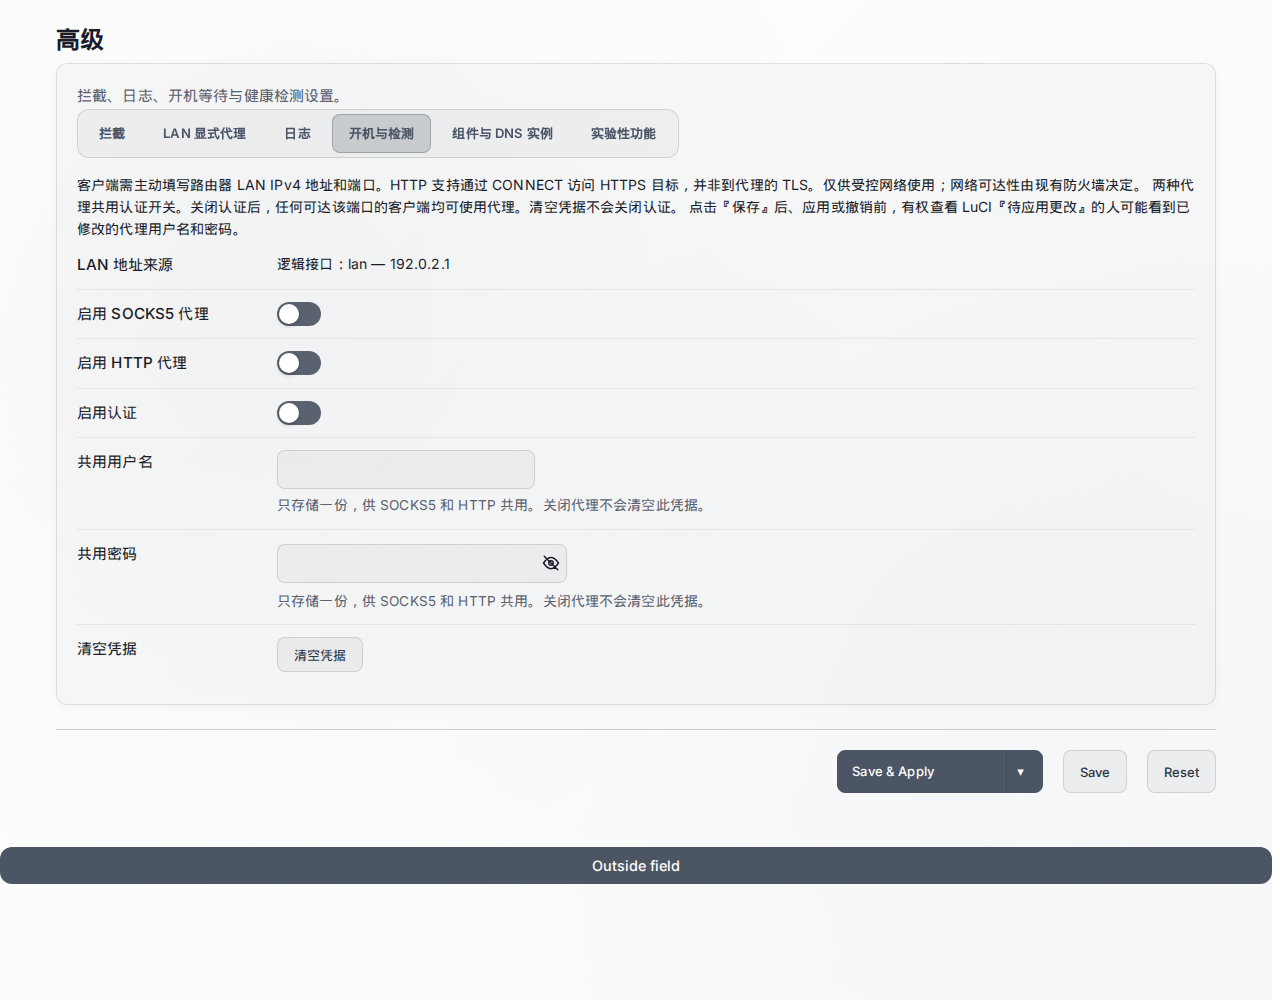 高级
拦截、日志、开机等待与健康检测设置。
拦截 LAN 显式代理 日志 开机与检测 组件与 DNS 实例 实验性功能
客户端需主动填写路由器 LAN IPv4 地址和端口。HTTP 支持通过 CONNECT 访问 HTTPS 目标，并非到代理的 TLS。仅供受控网络使用；网络可达性由现有防火墙决定。 两种代
理共用认证开关。关闭认证后，任何可达该端口的客户端均可使用代理。清空凭据不会关闭认证。 点击『保存』后、应用或撤销前，有权查看 LuCI『待应用更改』的人可能看到已
修改的代理用户名和密码。
LAN 地址来源 逻辑接口：lan — 192.0.2.1
启用 SOCKS5 代理
启用 HTTP 代理
启用认证
共用用户名
只存储一份，供 SOCKS5 和 HTTP 共用。关闭代理不会清空此凭据。
共用密码
只存储一份，供 SOCKS5 和 HTTP 共用。关闭代理不会清空此凭据。
清空凭据 清空凭据
Save & Apply ▼ Save Reset
Outside field